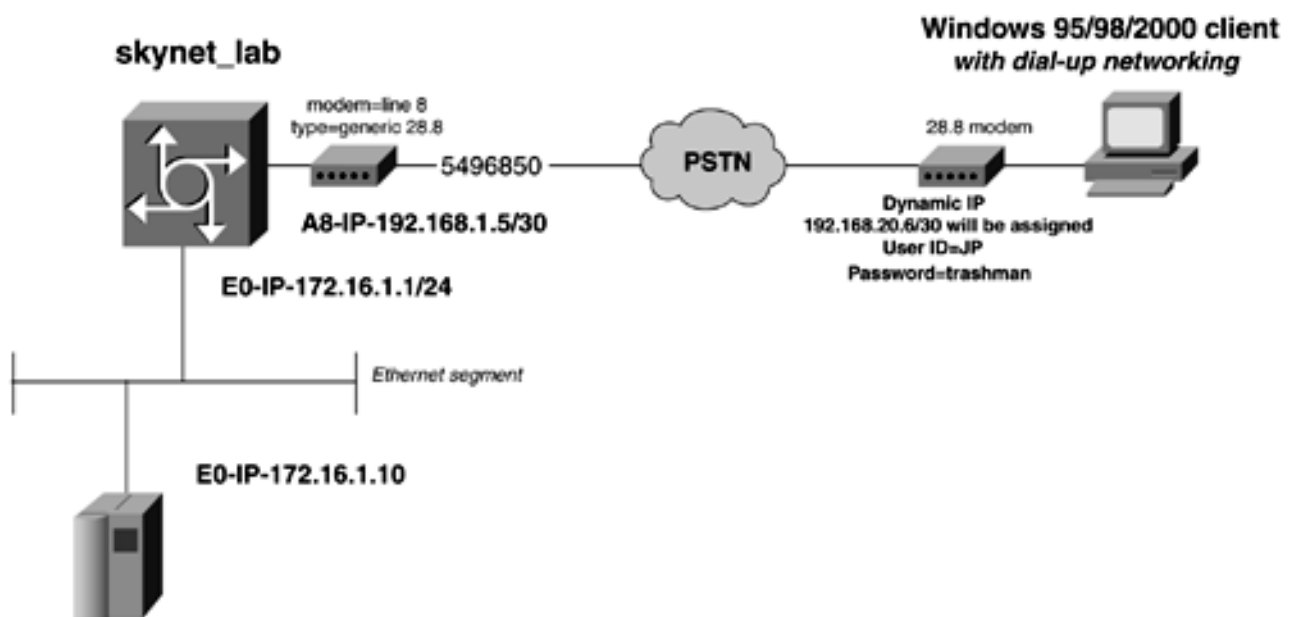 skynet_lab
modem=line 8
type=generic 28.8
5496850
A8-IP-192.168.1.5/30
E0-IP-172.16.1.1/24
PSTN
Windows 95/98/2000 client
with dial-up networking
28.8 modem
Dynamic IP
192.168.20.6/30 will be assigned
User ID=JP
Password=trashman
Ethernet segment
E0-IP-172.16.1.10